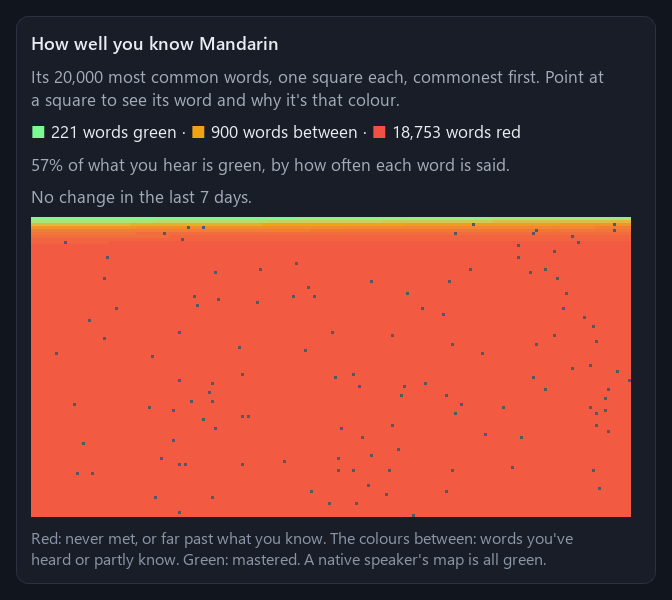 How well you know Mandarin
Its 20,000 most common words, one square each, commonest first. Point at
a square to see its word and why it's that colour.
221 words green · 900 words between · 18,753 words red
57% of what you hear is green, by how often each word is said.
No change in the last 7 days.
Red: never met, or far past what you know. The colours between: words you've
heard or partly know. Green: mastered. A native speaker's map is all green.